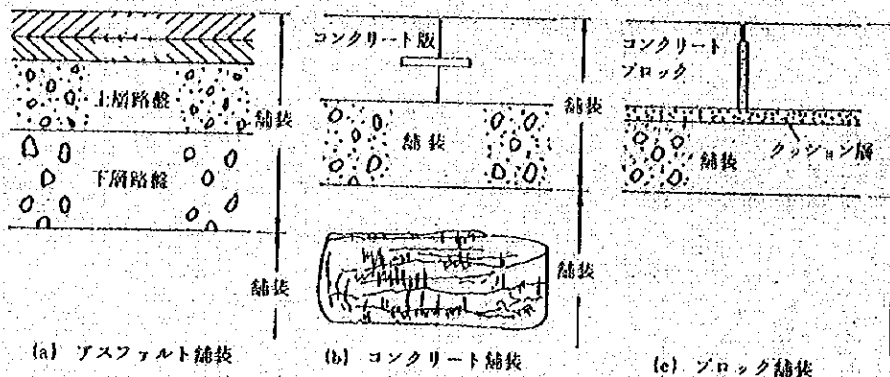 上層路盤
下層路盤
舗装
舗装
(a) アスファルト舗装
コンクリート版
舗装
舗装
舗装
(b) コンクリート舗装
コンクリート
ブロック
クッション層
舗装
(c) ブロック舗装